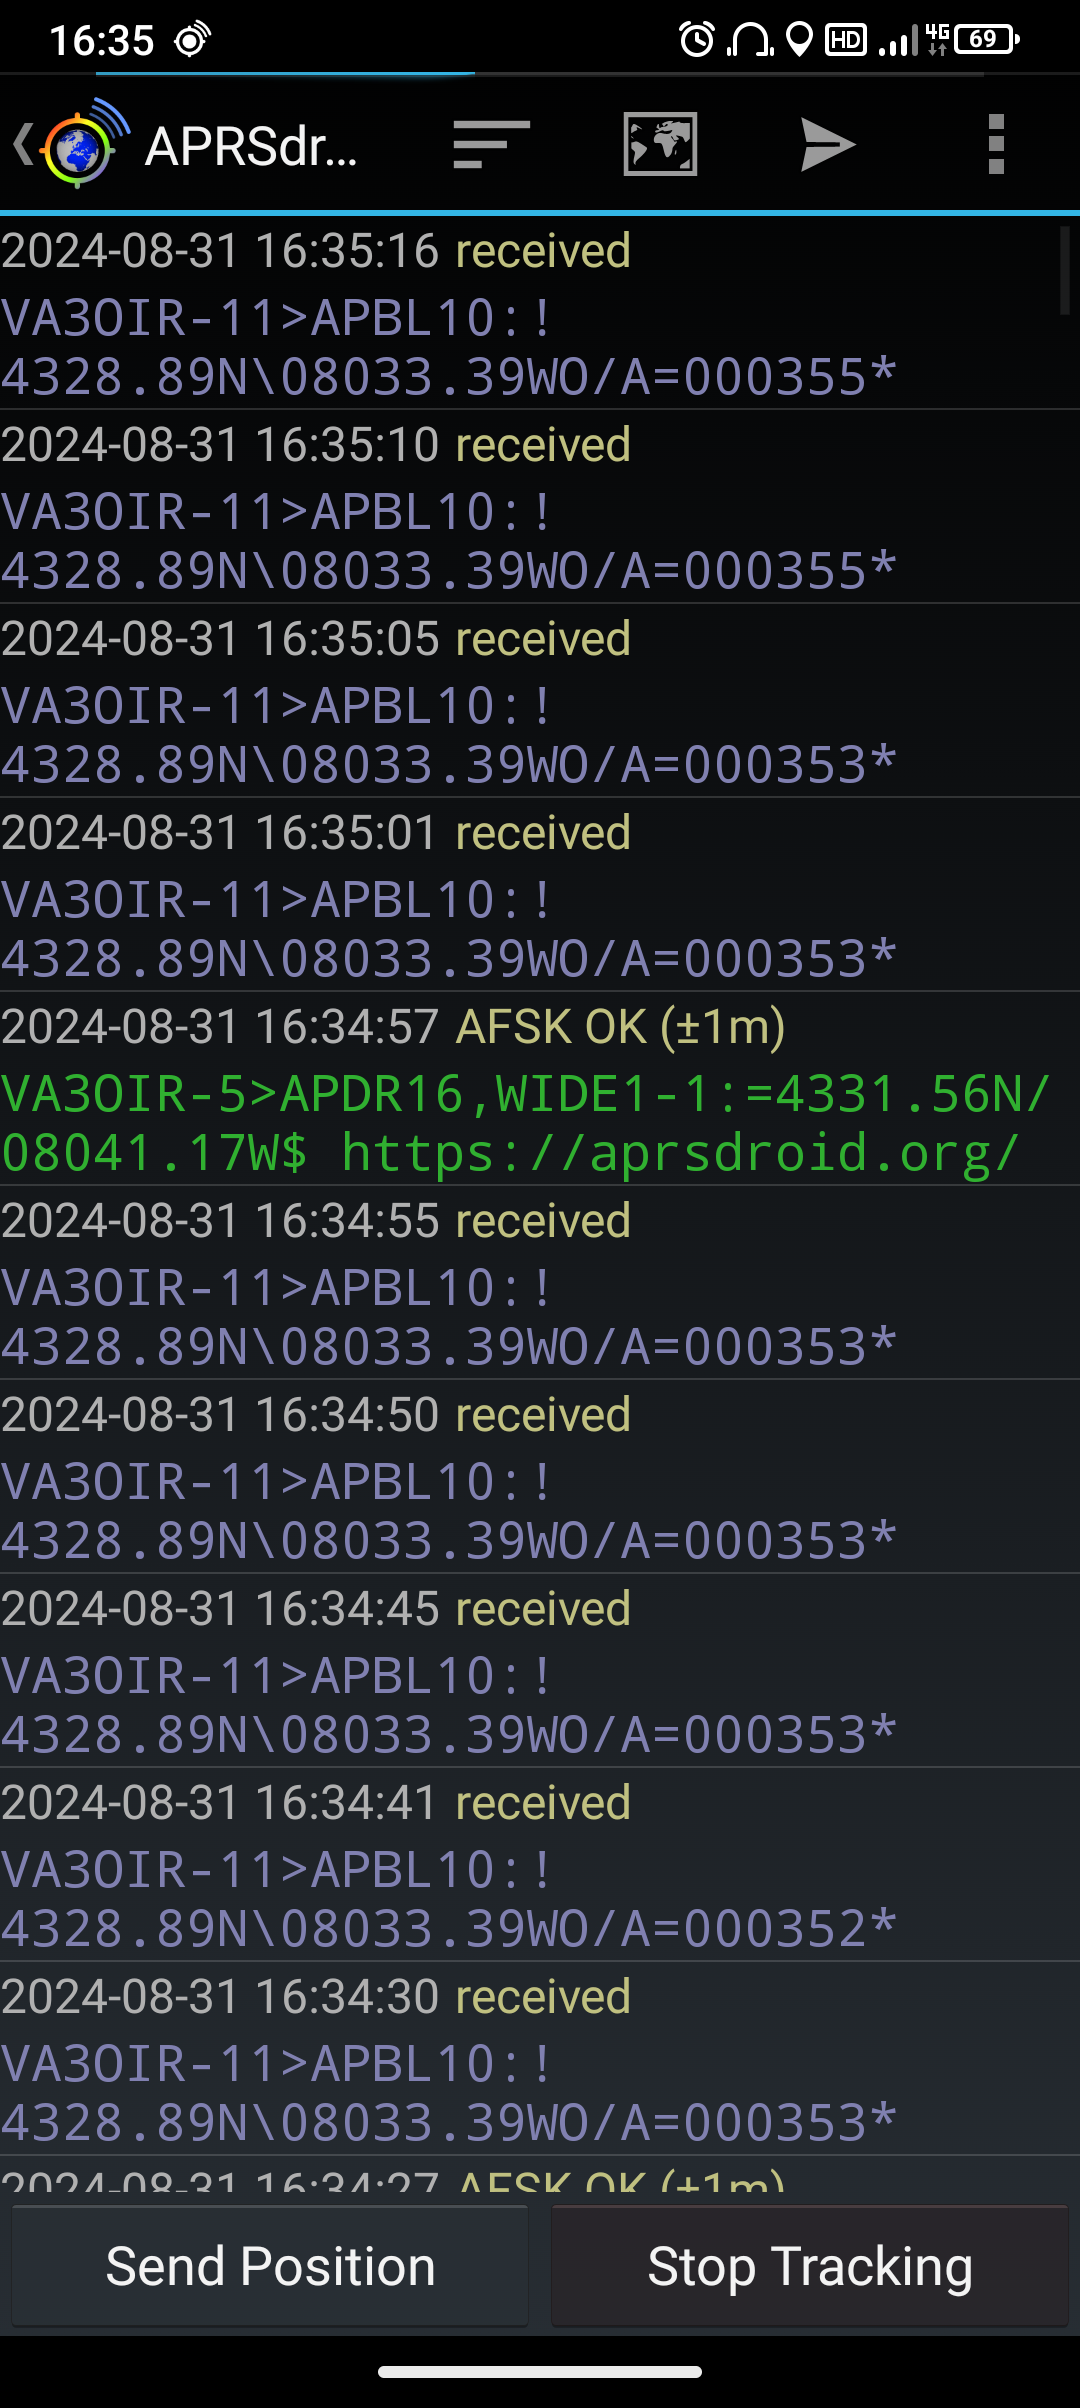 16:35
HD 4G 69
APRSdr…
2024-08-31 16:35:16 received
VA3OIR-11>APBL10:!
4328.89N\08033.39WO/A=000355*
2024-08-31 16:35:10 received
VA3OIR-11>APBL10:!
4328.89N\08033.39WO/A=000355*
2024-08-31 16:35:05 received
VA3OIR-11>APBL10:!
4328.89N\08033.39WO/A=000353*
2024-08-31 16:35:01 received
VA3OIR-11>APBL10:!
4328.89N\08033.39WO/A=000353*
2024-08-31 16:34:57 AFSK OK (±1m)
VA3OIR-5>APDR16,WIDE1-1:=4331.56N/
08041.17W$ https://aprsdroid.org/
2024-08-31 16:34:55 received
VA3OIR-11>APBL10:!
4328.89N\08033.39WO/A=000353*
2024-08-31 16:34:50 received
VA3OIR-11>APBL10:!
4328.89N\08033.39WO/A=000353*
2024-08-31 16:34:45 received
VA3OIR-11>APBL10:!
4328.89N\08033.39WO/A=000353*
2024-08-31 16:34:41 received
VA3OIR-11>APBL10:!
4328.89N\08033.39WO/A=000352*
2024-08-31 16:34:30 received
VA3OIR-11>APBL10:!
4328.89N\08033.39WO/A=000353*
2024-08-31 16:34:27 AFSK OK (±1m)
Send Position
Stop Tracking